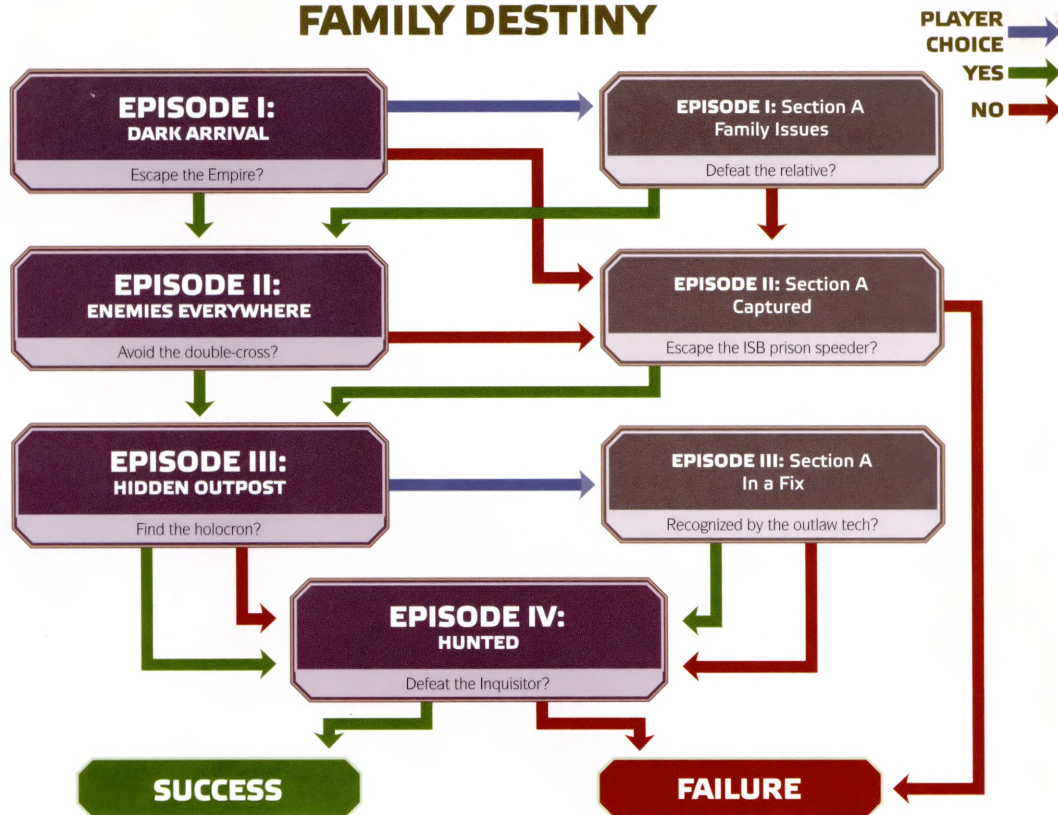 FAMILY DESTINY
PLAYER
CHOICE
YES
NO
EPISODE I:
DARK ARRIVAL
Escape the Empire?
EPISODE I: Section A
Family Issues
Defeat the relative?
EPISODE II:
ENEMIES EVERYWHERE
Avoid the double-cross?
EPISODE II: Section A
Captured
Escape the ISB prison speeder?
EPISODE III:
HIDDEN OUTPOST
Find the holocron?
EPISODE III: Section A
In a Fix
Recognized by the outlaw tech?
EPISODE IV:
HUNTED
Defeat the Inquisitor?
SUCCESS
FAILURE